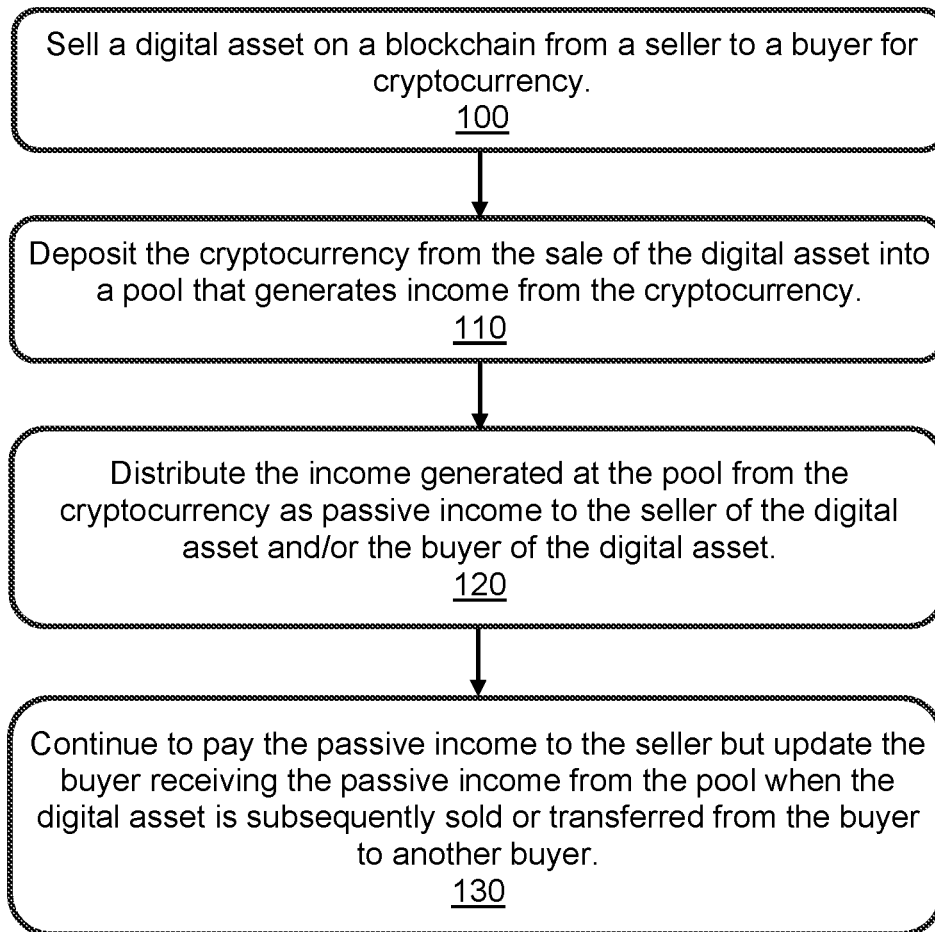 Sell a digital asset on a blockchain from a seller to a buyer for
cryptocurrency.
100
Deposit the cryptocurrency from the sale of the digital asset into
a pool that generates income from the cryptocurrency.
110
Distribute the income generated at the pool from the
cryptocurrency as passive income to the seller of the digital
asset and/or the buyer of the digital asset.
120
Continue to pay the passive income to the seller but update the
buyer receiving the passive income from the pool when the
digital asset is subsequently sold or transferred from the buyer
to another buyer.
130